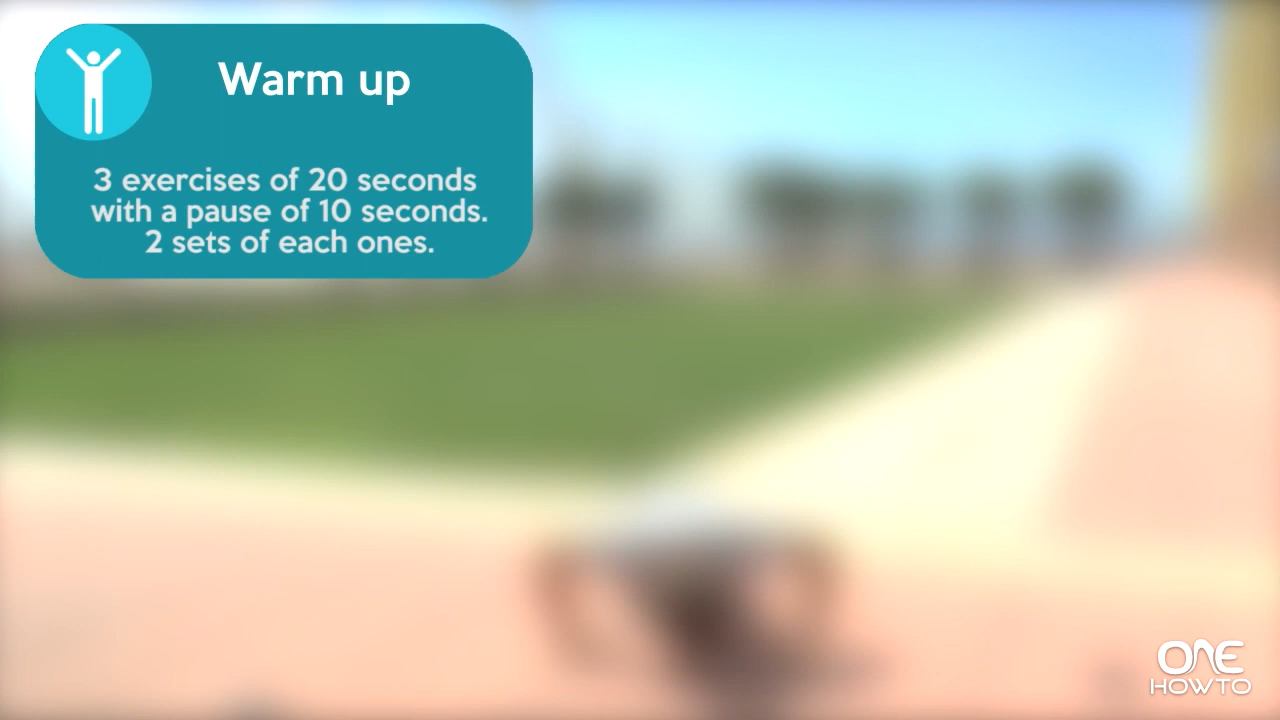 Warm up
3 exercises of 20 seconds
with a pause of 10 seconds.
2 sets of each ones.
ONE
HOWTO